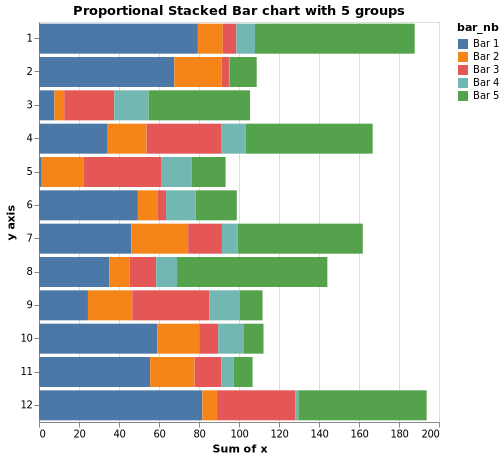 Proportional Stacked Bar chart with 5 groups
bar_nb
Bar 1
Bar 2
Bar 3
Bar 4
Bar 5
y axis
1
2
3
4
5
6
7
8
9
10
11
12
0 20 40 60 80 100 120 140 160 180 200
Sum of x